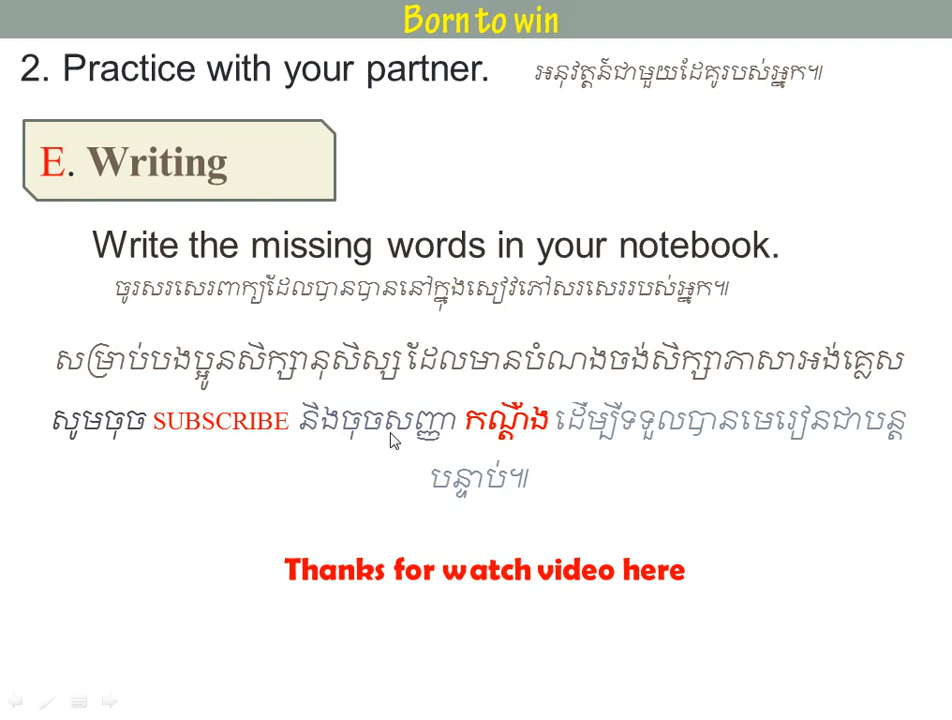 Born to win
2. Practice with your partner. អនុវត្តន៍ជាមួយដៃគូរបស់អ្នក៕
E. Writing
Write the missing words in your notebook.
ចូរសរសេរពាក្យដែលបានបាននៅក្នុងសៀវភៅសរសេររបស់អ្នក៕
សម្រាប់បងប្អូនសិក្សានុសិស្ស ដែលមានបំណងចង់សិក្សាភាសាអង់គ្លេស
សូមចុច SUBSCRIBE និងចុចសញ្ញា កណ្ដឹង ដើម្បីទទួលបានមេរៀនជាបន្ត
បន្ទាប់៕
Thanks for watch video here